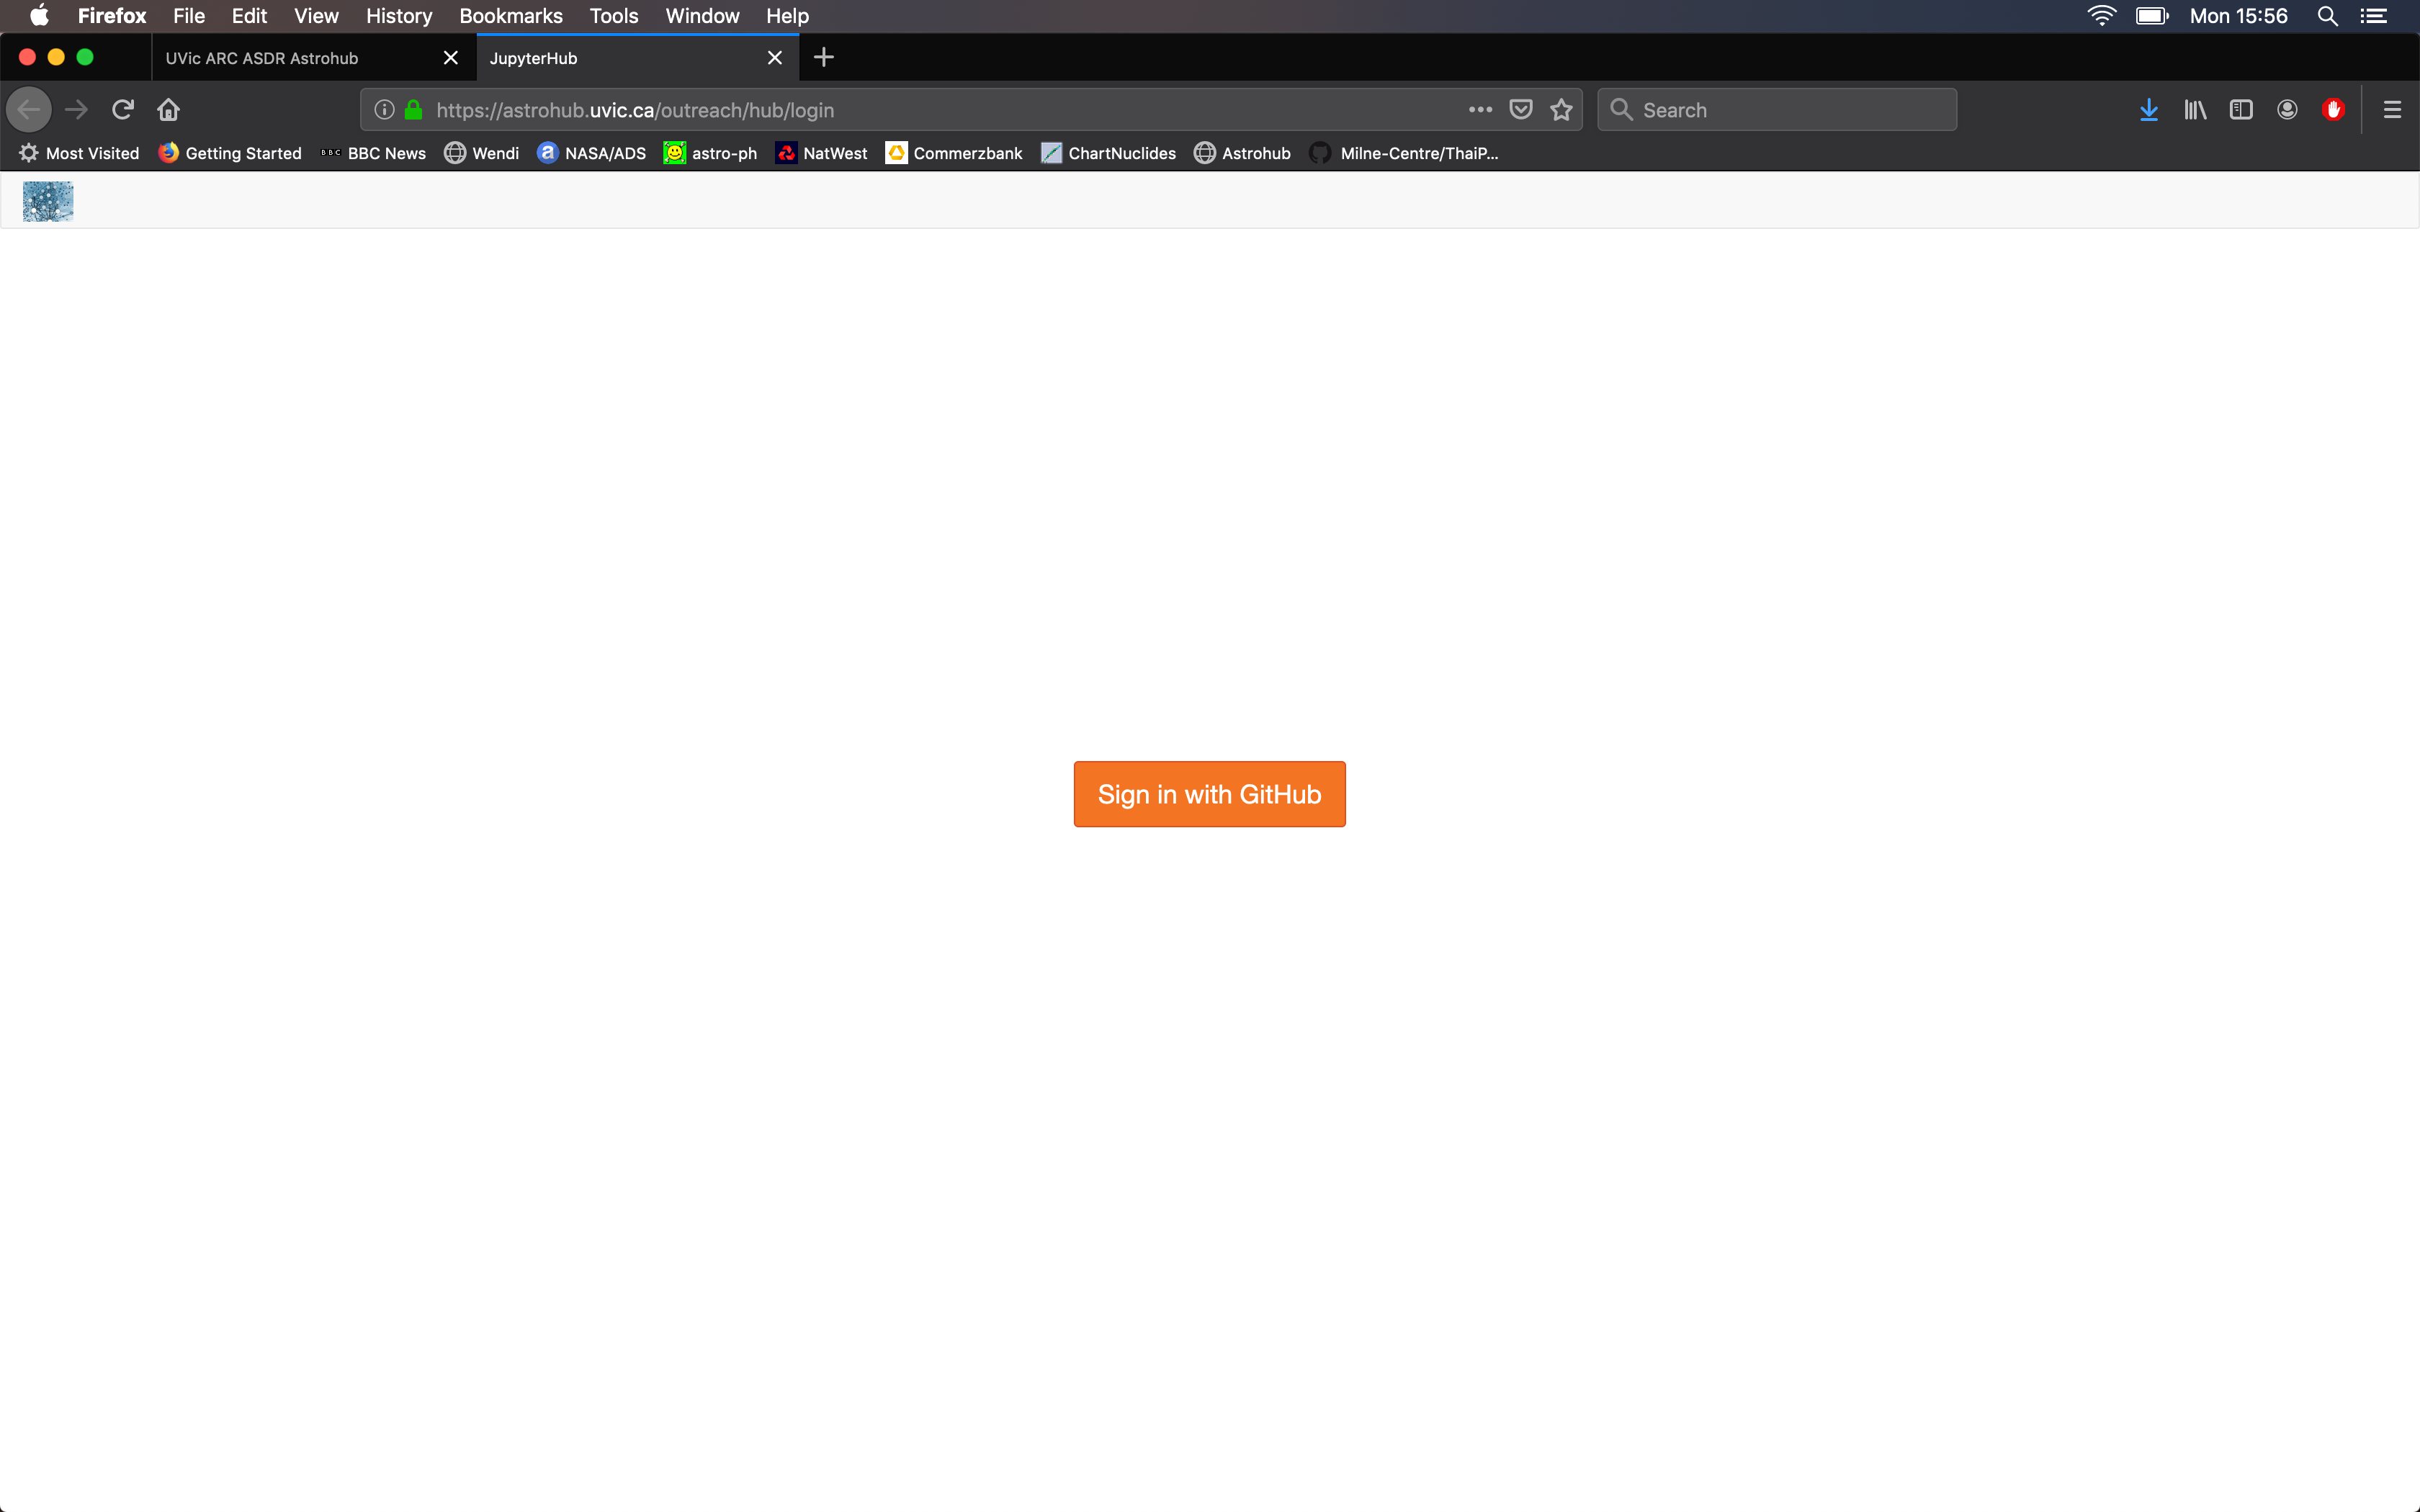 Firefox File Edit View History Bookmarks Tools Window Help Mon 15:56
UVic ARC ASDR Astrohub JupyterHub
https://astrohub.uvic.ca/outreach/hub/login Search
Most Visited Getting Started BBC BBC News Wendi a NASA/ADS astro-ph NatWest Commerzbank ChartNuclides Astrohub Milne-Centre/ThaiP...
Sign in with GitHub